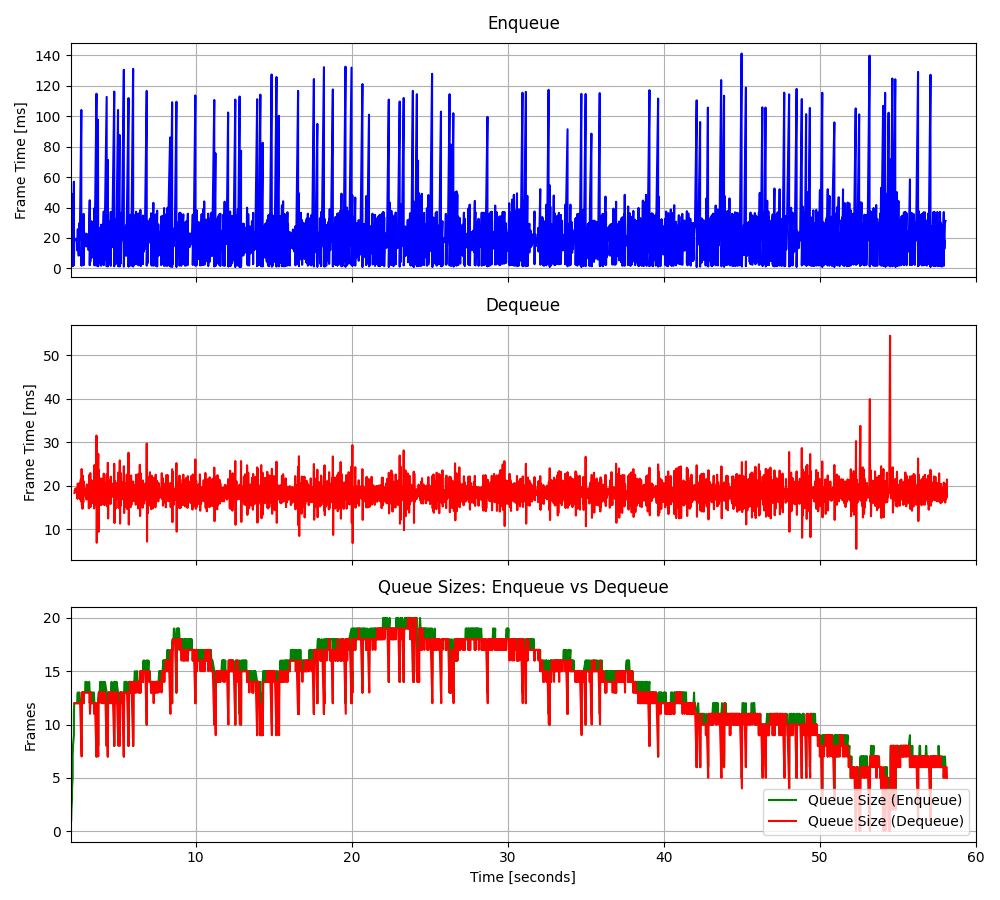 Enqueue
Frame Time [ms]
140
120
100
80
60
40
20
0
Dequeue
Frame Time [ms]
50
40
30
20
10
Queue Sizes: Enqueue vs Dequeue
Frames
20
15
10
5
0
Queue Size (Enqueue)
Queue Size (Dequeue)
10 20 30 40 50 60
Time [seconds]